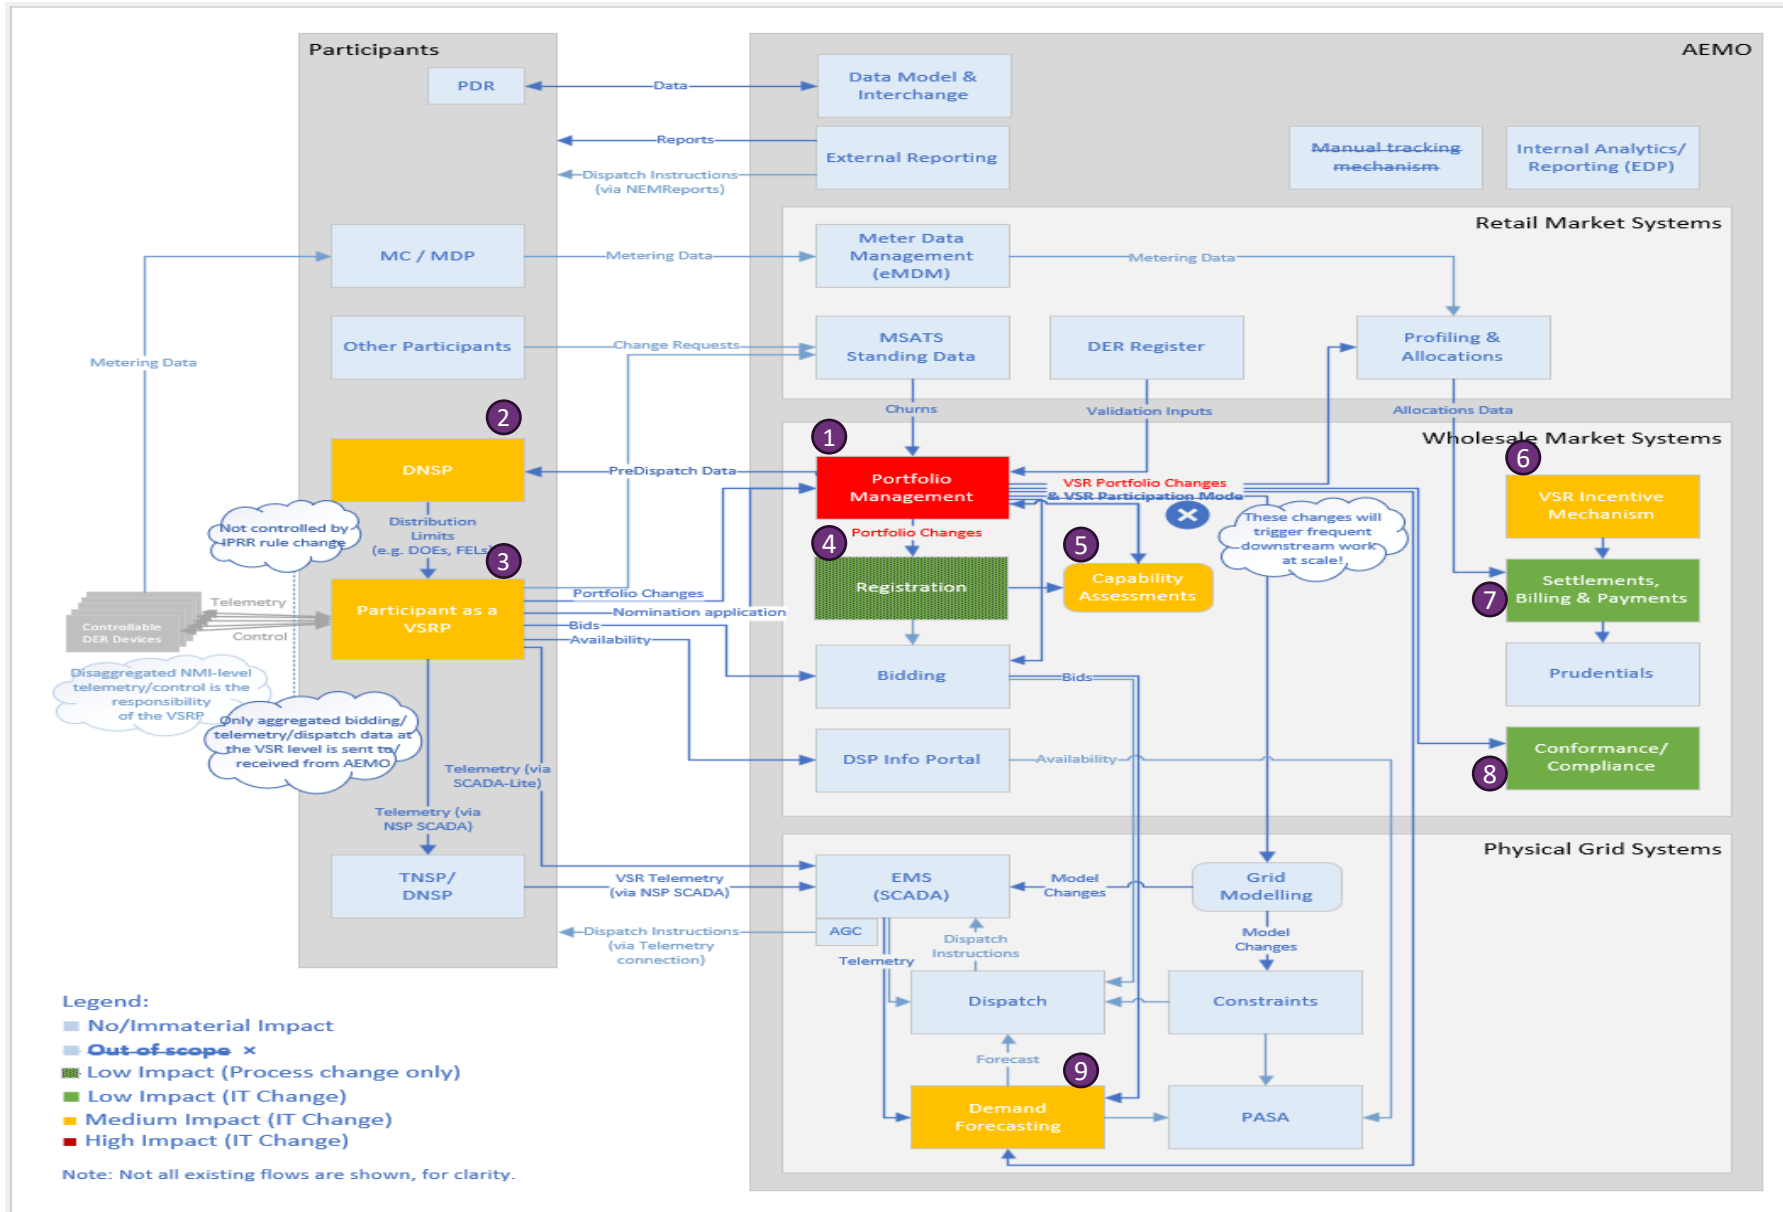 Participants
AEMO
PDR
Data
Data Model &
Interchange
Reports
External Reporting
Dispatch Instructions
(via NEMReports)
Manual tracking
mechanism
Internal Analytics/
Reporting (EDP)
Retail Market Systems
MC / MDP
Metering Data
Meter Data
Management
(eMDM)
Metering Data
Metering Data
Other Participants
Change Requests
MSATS
Standing Data
DER Register
Profiling &
Allocations
Churns
Validation Inputs
Allocations Data
Wholesale Market Systems
2
DNSP
PreDispatch Data
1
Portfolio
Management
VSR Portfolio Changes
& VSR Participation Mode
6
VSR Incentive
Mechanism
Not controlled by
IPRR rule change
Distribution
Limits
(e.g. DOEs, FELs)
Portfolio Changes
These changes will
trigger frequent
downstream work
at scale!
3
Participant as a
VSRP
Portfolio Changes
Nomination application
Bids
Availability
4
Registration
5
Capability
Assessments
7
Settlements,
Billing & Payments
Telemetry
Control
Controllable
DER Devices
Disaggregated NMI-level
telemetry/control is the
responsibility
of the VSRP
Bidding
Bids
Prudentials
Only aggregated bidding/
telemetry/dispatch data at
the VSR level is sent to/
received from AEMO
DSP Info Portal
Availability
8
Conformance/
Compliance
Telemetry (via
SCADA-Lite)
Telemetry (via
NSP SCADA)
Physical Grid Systems
TNSP/
DNSP
VSR Telemetry
(via NSP SCADA)
EMS
(SCADA)
Model
Changes
Grid
Modelling
Dispatch Instructions
(via Telemetry
connection)
AGC
Telemetry
Dispatch
Instructions
Model
Changes
Dispatch
Constraints
Forecast
9
Demand
Forecasting
PASA
Legend:
No/Immaterial Impact
Out of scope ×
Low Impact (Process change only)
Low Impact (IT Change)
Medium Impact (IT Change)
High Impact (IT Change)
Note: Not all existing flows are shown, for clarity.